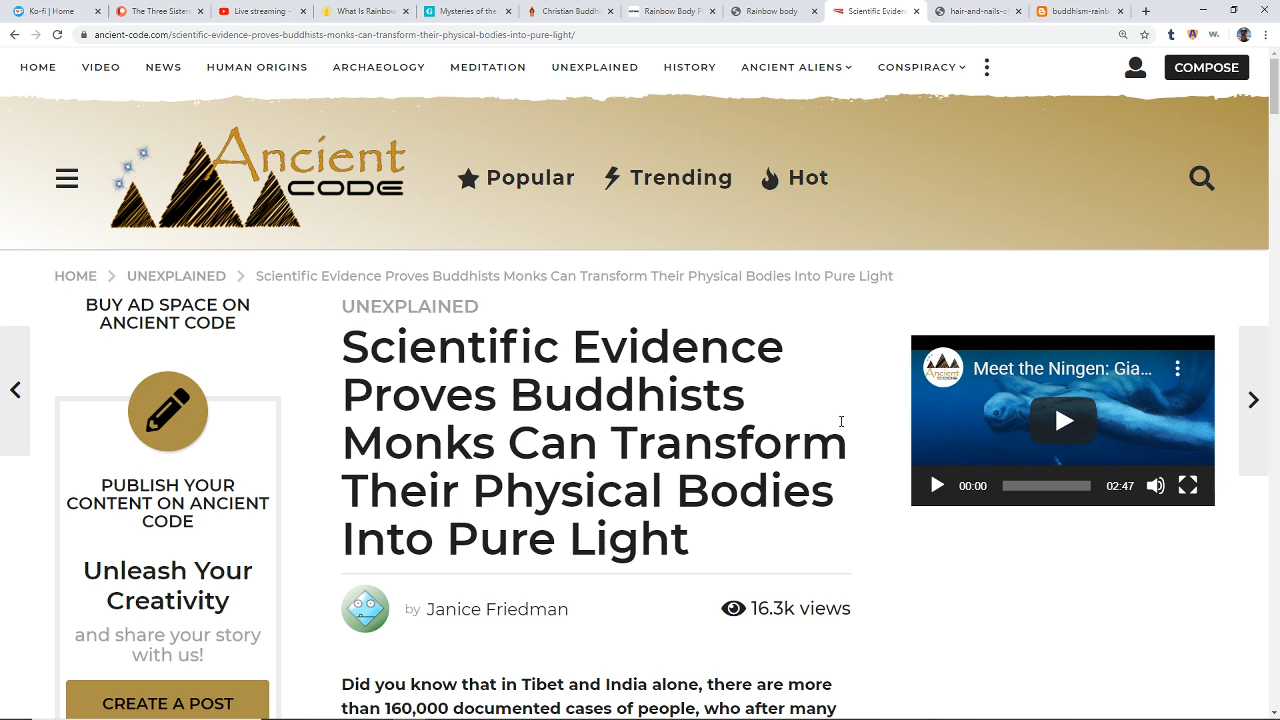 Ko-fi | Home
The Three Sister
Live streaming -
What Is Rainbow
Mysteries of the
Christian Buddh
Rainbow Body P
Rainbow body
Scientific Eviden
hair-and-nails-of
buddhism-rainb
ancient-code.com/scientific-evidence-proves-buddhists-monks-can-transform-their-physical-bodies-into-pure-light/
HOME VIDEO NEWS HUMAN ORIGINS ARCHAEOLOGY MEDITATION UNEXPLAINED HISTORY ANCIENT ALIENS CONSPIRACY COMPOSE
Ancient
CODE
Popular Trending Hot
HOME UNEXPLAINED Scientific Evidence Proves Buddhists Monks Can Transform Their Physical Bodies Into Pure Light
BUY AD SPACE ON
ANCIENT CODE
PUBLISH YOUR
CONTENT ON ANCIENT
CODE
Unleash Your
Creativity
and share your story
with us!
CREATE A POST
UNEXPLAINED
Scientific Evidence
Proves Buddhists
Monks Can Transform
Their Physical Bodies
Into Pure Light
by Janice Friedman
16.3k views
Did you know that in Tibet and India alone, there are more
than 160,000 documented cases of people, who after many
Meet the Ningen: Gia...
00:00 02:47